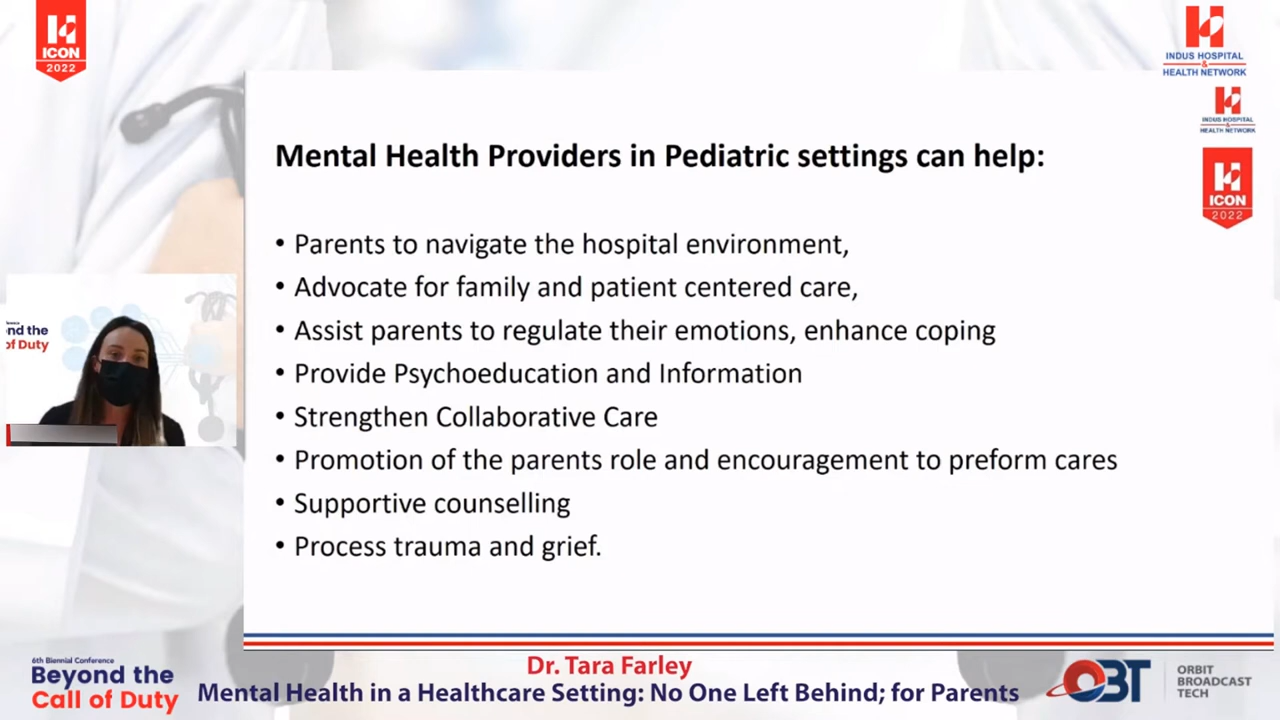 ICON
2022
INDUS HOSPITAL
&
HEALTH NETWORK
INDUS HOSPITAL
&
HEALTH NETWORK
ICON
2022
Mental Health Providers in Pediatric settings can help:
• Parents to navigate the hospital environment,
• Advocate for family and patient centered care,
• Assist parents to regulate their emotions, enhance coping
• Provide Psychoeducation and Information
• Strengthen Collaborative Care
• Promotion of the parents role and encouragement to preform cares
• Supportive counselling
• Process trauma and grief.
nd the
of Duty
6th Biennial Conference
Beyond the
Call of Duty
Dr. Tara Farley
Mental Health in a Healthcare Setting: No One Left Behind; for Parents
OBT
ORBIT
BROADCAST
TECH